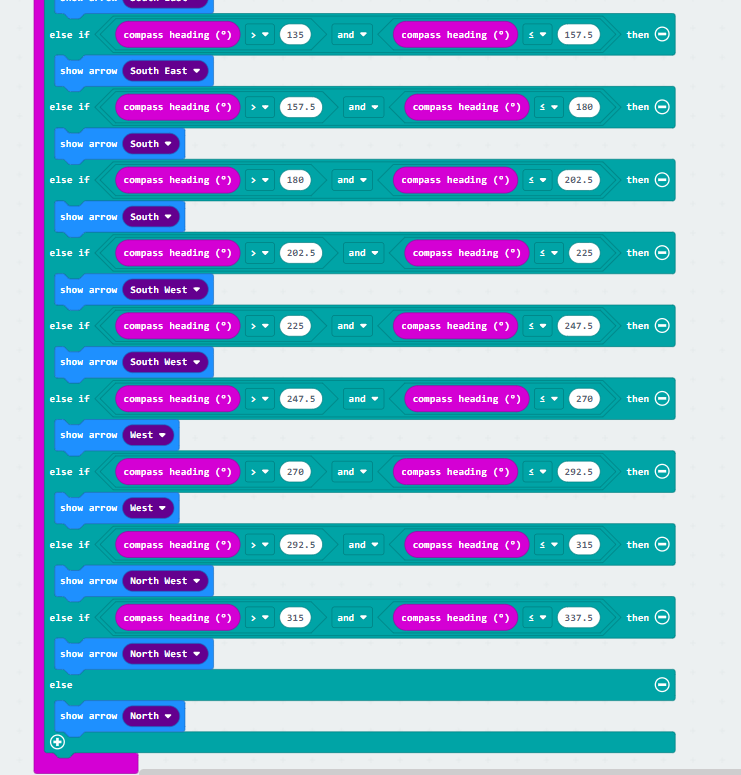 show arrow South East
else if compass heading (°) > 135 and compass heading (°) ≤ 157.5 then
show arrow South East
else if compass heading (°) > 157.5 and compass heading (°) ≤ 180 then
show arrow South
else if compass heading (°) > 180 and compass heading (°) ≤ 202.5 then
show arrow South
else if compass heading (°) > 202.5 and compass heading (°) ≤ 225 then
show arrow South West
else if compass heading (°) > 225 and compass heading (°) ≤ 247.5 then
show arrow South West
else if compass heading (°) > 247.5 and compass heading (°) ≤ 270 then
show arrow West
else if compass heading (°) > 270 and compass heading (°) ≤ 292.5 then
show arrow West
else if compass heading (°) > 292.5 and compass heading (°) ≤ 315 then
show arrow North West
else if compass heading (°) > 315 and compass heading (°) ≤ 337.5 then
show arrow North West
else
show arrow North